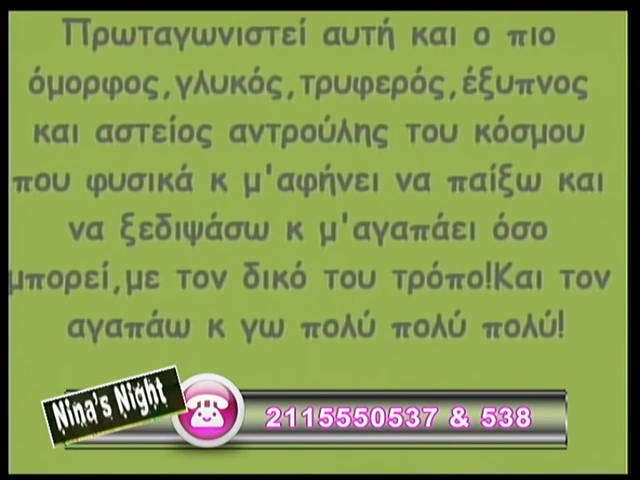 Πρωταγωνιστεί αυτή και ο πιο
όμορφος,γλυκός,τρυφερός,έξυπνος
και αστείος αντρούλης του κόσμου
που φυσικά κ μ'αφήνει να παίξω και
να ξεδιψάσω κ μ'αγαπάει όσο
μπορεί,με τον δικό του τρόπο!Και τον
αγαπάω κ γω πολύ πολύ πολύ!
Nina's Night
2115550537 & 538